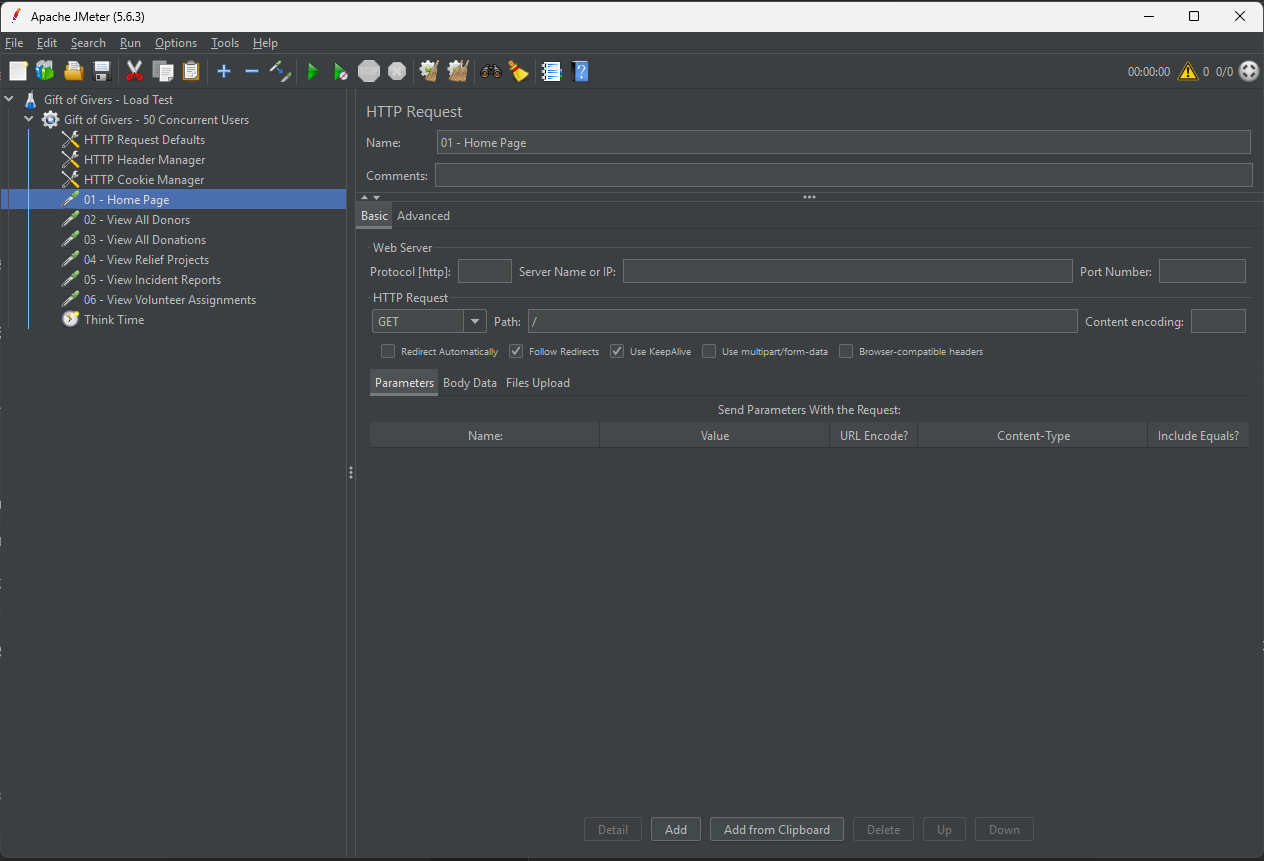 Apache JMeter (5.6.3)
File Edit Search Run Options Tools Help
STOP
00:00:00 0 0/0
Gift of Givers - Load Test
Gift of Givers - 50 Concurrent Users
HTTP Request Defaults
HTTP Header Manager
HTTP Cookie Manager
01 - Home Page
02 - View All Donors
03 - View All Donations
04 - View Relief Projects
05 - View Incident Reports
06 - View Volunteer Assignments
Think Time
HTTP Request
Name: 01 - Home Page
Comments:
Basic Advanced
Web Server
Protocol [http]: Server Name or IP: Port Number:
HTTP Request
GET Path: / Content encoding:
Redirect Automatically Follow Redirects Use KeepAlive Use multipart/form-data Browser-compatible headers
Parameters Body Data Files Upload
Send Parameters With the Request:
Name: Value URL Encode? Content-Type Include Equals?
Detail Add Add from Clipboard Delete Up Down